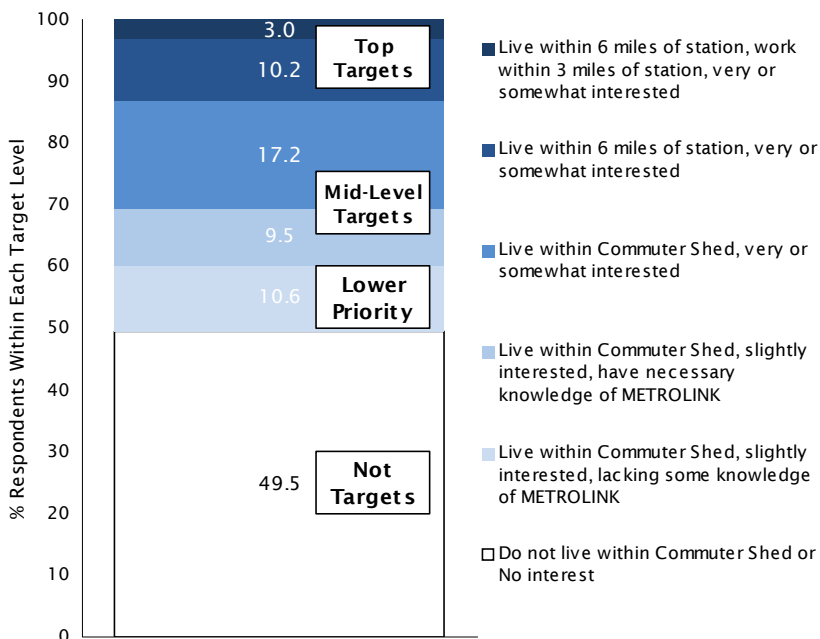 % Respondents Within Each Target Level
100
90
80
70
60
50
40
30
20
10
0
3.0
10.2
17.2
9.5
10.6
49.5
Top
Targets
Mid-Level
Targets
Lower
Priority
Not
Targets
Live within 6 miles of station, work
within 3 miles of station, very or
somewhat interested
Live within 6 miles of station, very or
somewhat interested
Live within Commuter Shed, very or
somewhat interested
Live within Commuter Shed, slightly
interested, have necessary
knowledge of METROLINK
Live within Commuter Shed, slightly
interested, lacking some knowledge
of METROLINK
Do not live within Commuter Shed or
No interest